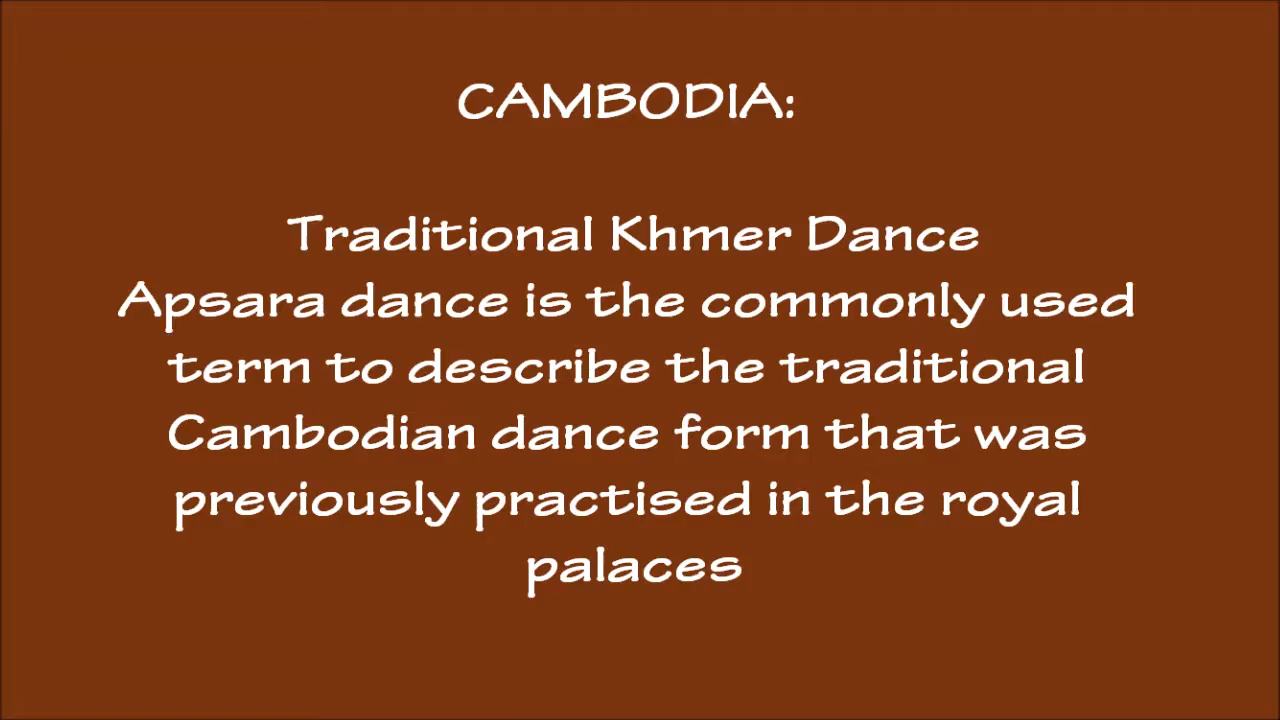 CAMBODIA:
Traditional Khmer Dance
Apsara dance is the commonly used
term to describe the traditional
Cambodian dance form that was
previously practised in the royal
palaces